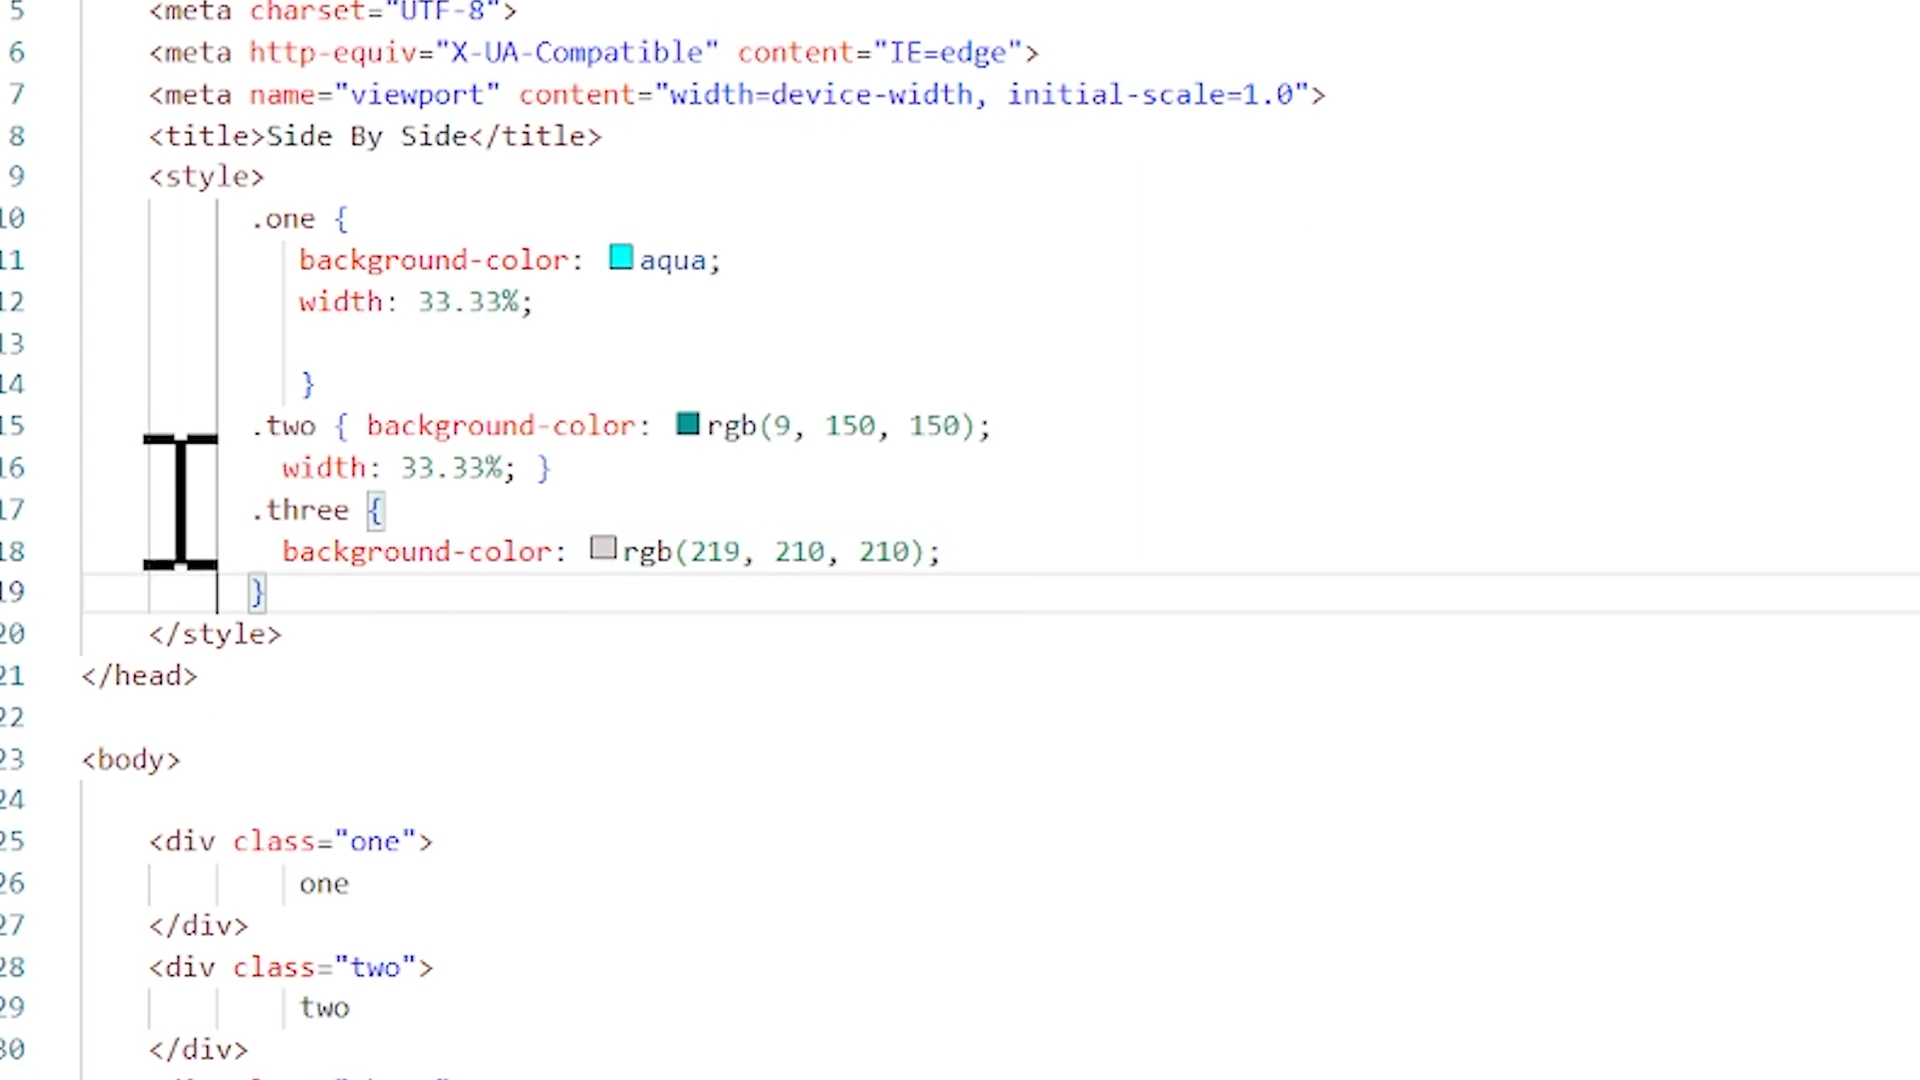 5 <meta charset="UTF-8">
6 <meta http-equiv="X-UA-Compatible" content="IE=edge">
7 <meta name="viewport" content="width=device-width, initial-scale=1.0">
8 <title>Side By Side</title>
9 <style>
10 .one {
11 background-color: aqua;
12 width: 33.33%;
13
14 }
15 .two { background-color: rgb(9, 150, 150);
16 width: 33.33%; }
17 .three {
18 background-color: rgb(219, 210, 210);
19 }
20 </style>
21 </head>
22
23 <body>
24
25 <div class="one">
26 one
27 </div>
28 <div class="two">
29 two
30 </div>